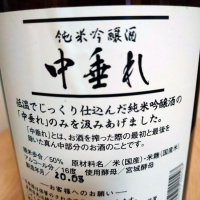 純米吟醸酒
中垂れ
低温でじっくり仕込んだ純米吟醸酒の
「中垂れ」のみを汲みあげました。
「中垂れ」とは、お酒を搾った際の最初と最後を
除いた真ん中部分のお酒のことです。
精米歩合/50% 原材料名/米(国産)・米麹(国産米)
アルコール分/16度 使用酵母/宮城酵母
20.03
お客様へのお願い